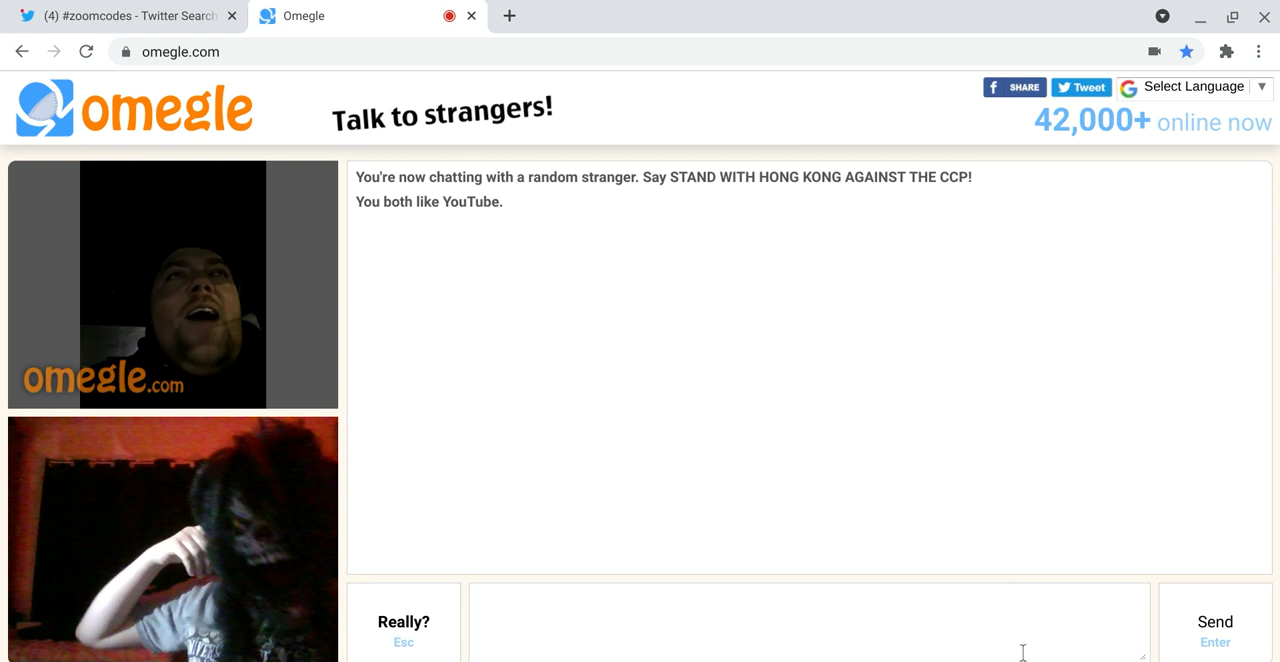 (4) #zoomcodes - Twitter Search
Omegle
omegle.com
omegle
Talk to strangers!
f SHARE
Tweet
G Select Language ▼
42,000+ online now
You're now chatting with a random stranger. Say STAND WITH HONG KONG AGAINST THE CCP!
You both like YouTube.
omegle.com
Really?
Esc
Send
Enter